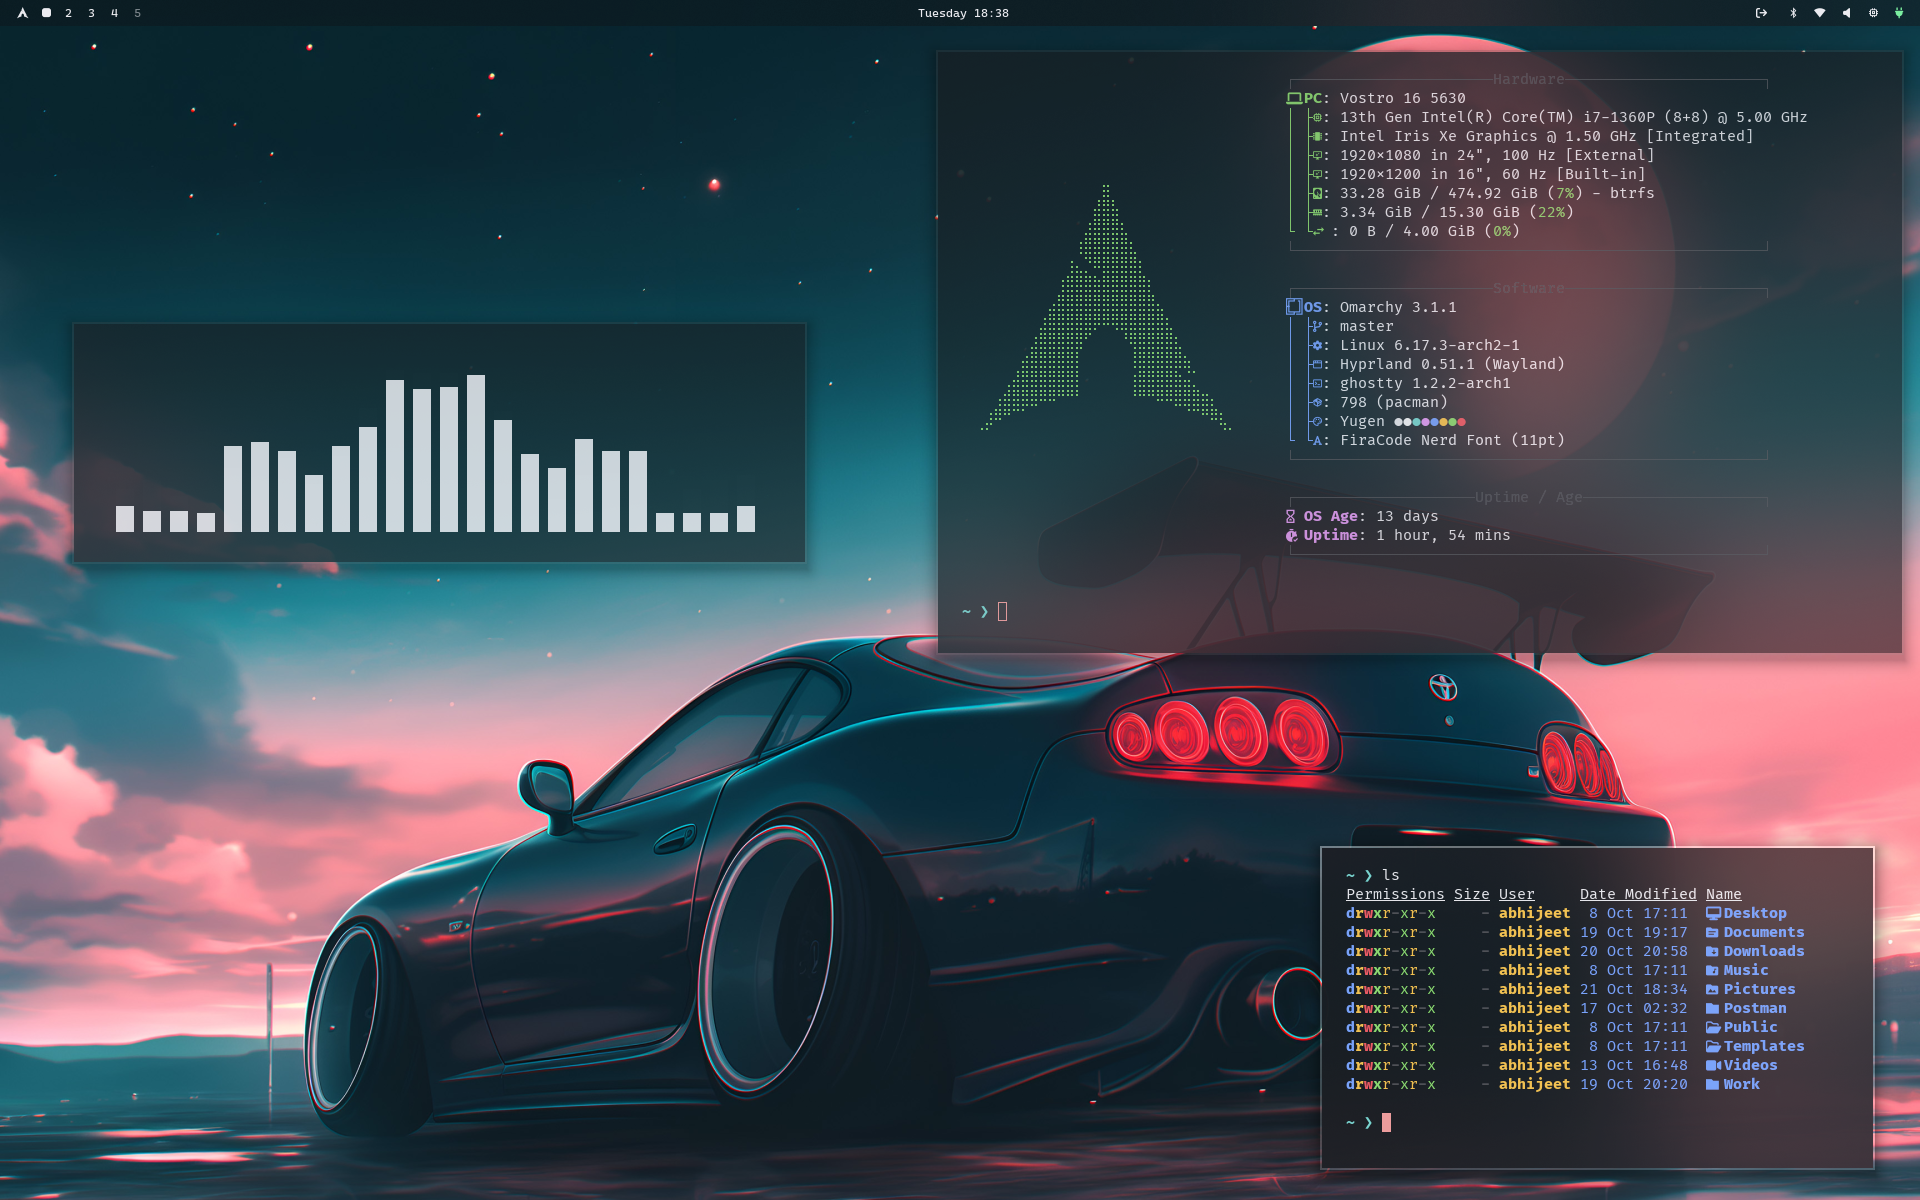 2 3 4 5
Tuesday 18:38
Hardware
PC: Vostro 16 5630
: 13th Gen Intel(R) Core(TM) i7-1360P (8+8) @ 5.00 GHz
: Intel Iris Xe Graphics @ 1.50 GHz [Integrated]
: 1920×1080 in 24", 100 Hz [External]
: 1920×1200 in 16", 60 Hz [Built-in]
: 33.28 GiB / 474.92 GiB (7%) - btrfs
: 3.34 GiB / 15.30 GiB (22%)
: 0 B / 4.00 GiB (0%)
Software
OS: Omarchy 3.1.1
: master
: Linux 6.17.3-arch2-1
: Hyprland 0.51.1 (Wayland)
: ghostty 1.2.2-arch1
: 798 (pacman)
: Yugen
A: FiraCode Nerd Font (11pt)
Uptime / Age
OS Age: 13 days
Uptime: 1 hour, 54 mins
~ ❯
~ ❯ ls
Permissions Size User Date Modified Name
drwxr-xr-x - abhijeet 8 Oct 17:11 Desktop
drwxr-xr-x - abhijeet 19 Oct 19:17 Documents
drwxr-xr-x - abhijeet 20 Oct 20:58 Downloads
drwxr-xr-x - abhijeet 8 Oct 17:11 Music
drwxr-xr-x - abhijeet 21 Oct 18:34 Pictures
drwxr-xr-x - abhijeet 17 Oct 02:32 Postman
drwxr-xr-x - abhijeet 8 Oct 17:11 Public
drwxr-xr-x - abhijeet 8 Oct 17:11 Templates
drwxr-xr-x - abhijeet 13 Oct 16:48 Videos
drwxr-xr-x - abhijeet 19 Oct 20:20 Work
~ ❯